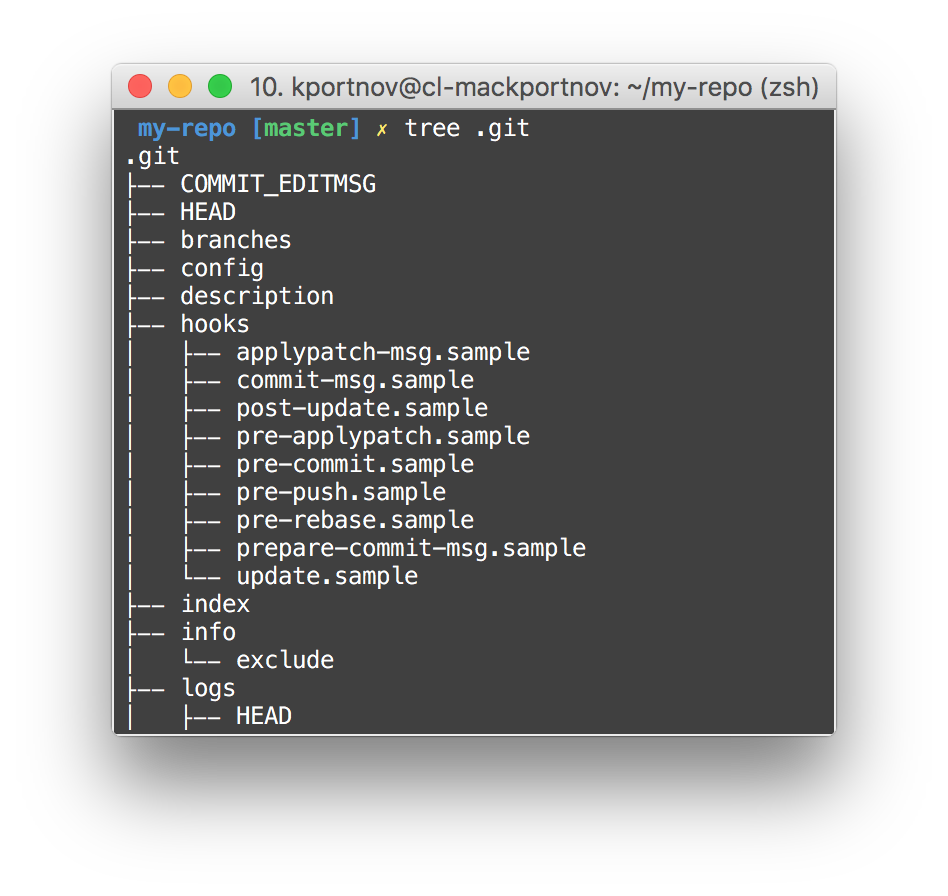 10. kportnov@cl-mackportnov: ~/my-repo (zsh)
my-repo [master] ✗ tree .git
.git
├── COMMIT_EDITMSG
├── HEAD
├── branches
├── config
├── description
├── hooks
│   ├── applypatch-msg.sample
│   ├── commit-msg.sample
│   ├── post-update.sample
│   ├── pre-applypatch.sample
│   ├── pre-commit.sample
│   ├── pre-push.sample
│   ├── pre-rebase.sample
│   ├── prepare-commit-msg.sample
│   └── update.sample
├── index
├── info
│   └── exclude
├── logs
│   ├── HEAD